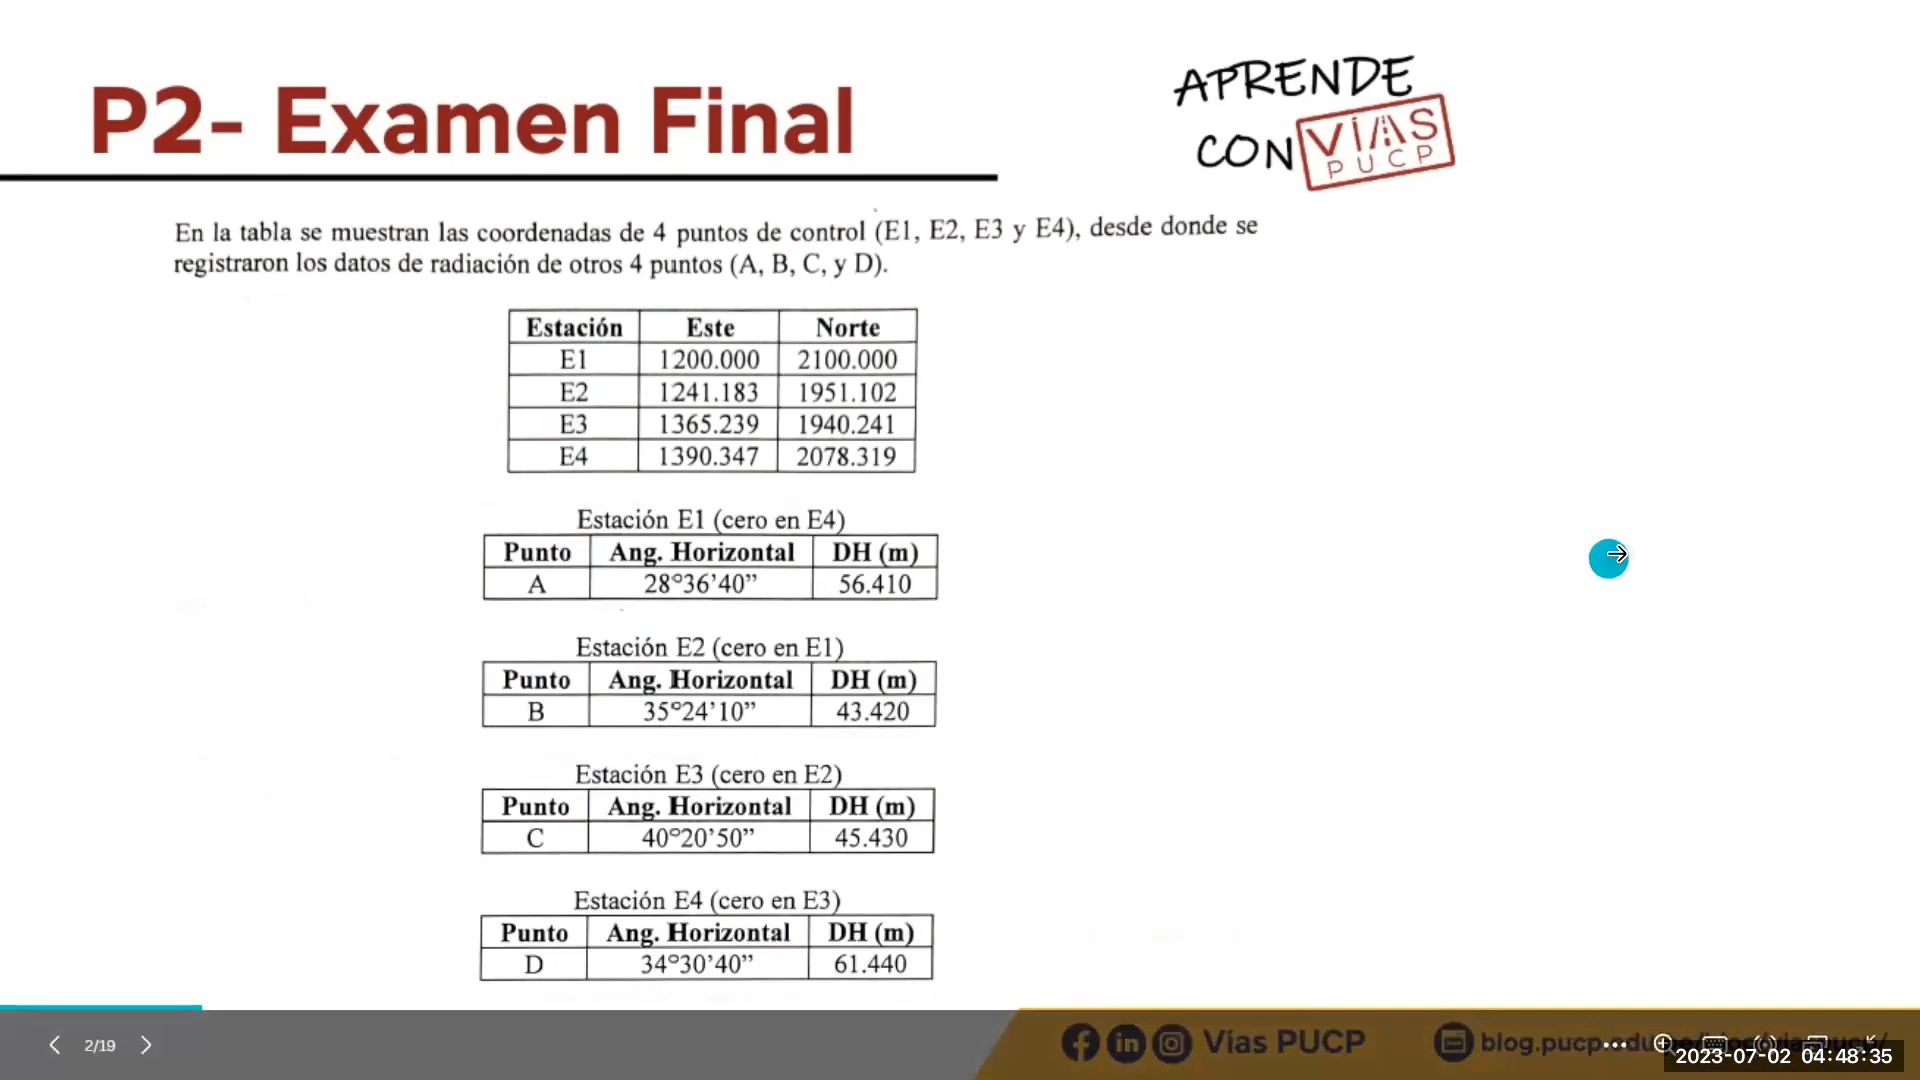 P2- Examen Final
APRENDE
CON VÍAS
PUCP
En la tabla se muestran las coordenadas de 4 puntos de control (E1, E2, E3 y E4), desde donde se
registraron los datos de radiación de otros 4 puntos (A, B, C, y D).
Estación Este Norte
E1 1200.000 2100.000
E2 1241.183 1951.102
E3 1365.239 1940.241
E4 1390.347 2078.319
Estación E1 (cero en E4)
Punto Ang. Horizontal DH (m)
A 28°36’40” 56.410
Estación E2 (cero en E1)
Punto Ang. Horizontal DH (m)
B 35°24’10” 43.420
Estación E3 (cero en E2)
Punto Ang. Horizontal DH (m)
C 40°20’50” 45.430
Estación E4 (cero en E3)
Punto Ang. Horizontal DH (m)
D 34°30’40” 61.440
2/19
Vías PUCP
blog.pucp.edu
2023-07-02 04:48:35